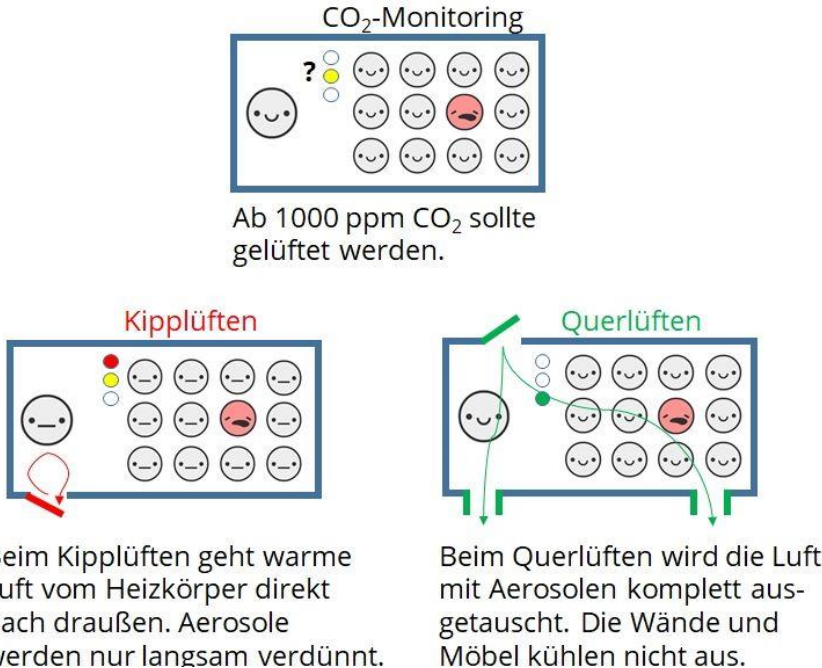 CO₂-Monitoring
?
Ab 1000 ppm CO₂ sollte
gelüftet werden.
Kipplüften
eim Kipplüften geht warme
uft vom Heizkörper direkt
ach draußen. Aerosole
werden nur langsam verdünnt.
Querlüften
Beim Querlüften wird die Luft
mit Aerosolen komplett aus-
getauscht. Die Wände und
Möbel kühlen nicht aus.